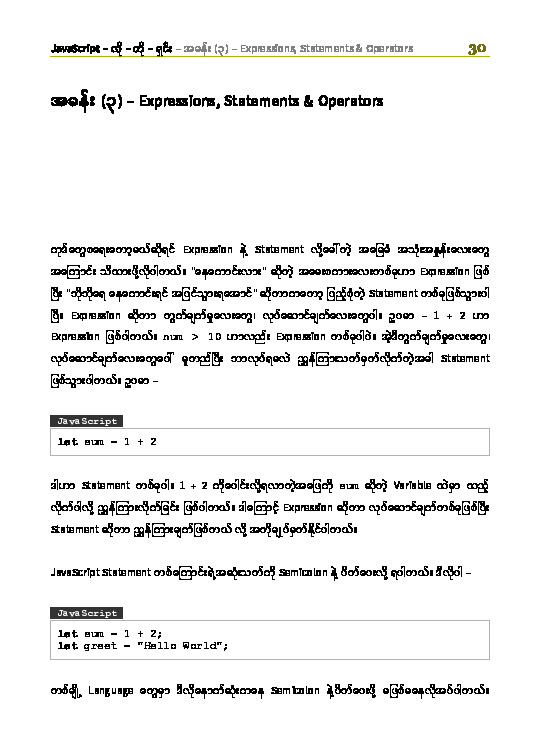 JavaScript – လို – တို – ရှင်း – အခန်း (၃) – Expressions, Statements & Operators 30
အခန်း (၃) – Expressions, Statements & Operators
ကုဒ်တွေစရေးတော့မယ်ဆိုရင် Expression နဲ့ Statement လို့ခေါ်တဲ့ အခြေခံ အသုံးအနှုန်းလေးတွေ
အကြောင်း သိထားဖို့လိုပါတယ်။ "နေကောင်းလား" ဆိုတဲ့ အမေးစကားလေးတစ်ခုဟာ Expression ဖြစ်
ပြီး "ဘိုဘိုရေ နေကောင်းရင် အပြင်သွားရအောင်" ဆိုတာကတော့ ပြည့်စုံတဲ့ Statement တစ်ခုဖြစ်သွားပါ
ပြီ။ Expression ဆိုတာ တွက်ချက်မှုလေးတွေ၊ လုပ်ဆောင်ချက်လေးတွေပါ။ ဥပမာ – 1 + 2 ဟာ
Expression ဖြစ်ပါတယ်။ num > 10 ဟာလည်း Expression တစ်ခုပါပဲ။ အဲ့ဒီတွက်ချက်မှုလေးတွေ၊
လုပ်ဆောင်ချက်လေးတွေပေါ် မူတည်ပြီး ဘာလုပ်ရမလဲ ညွှန်ကြားသတ်မှတ်လိုက်တဲ့အခါ Statement
ဖြစ်သွားပါတယ်။ ဥပမာ –
JavaScript
let sum = 1 + 2
ဒါဟာ Statement တစ်ခုပါ။ 1 + 2 ကိုပေါင်းလို့ရလာတဲ့အဖြေကို sum ဆိုတဲ့ Variable ထဲမှာ ထည့်
လိုက်ပါလို့ ညွှန်ကြားလိုက်ခြင်း ဖြစ်ပါတယ်။ ဒါကြောင့် Expression ဆိုတာ လုပ်ဆောင်ချက်တစ်ခုဖြစ်ပြီး
Statement ဆိုတာ ညွှန်ကြားချက်ဖြစ်တယ် လို့ အတိုချုပ်မှတ်နိုင်ပါတယ်။
JavaScript Statement တစ်ကြောင်းရဲ့အဆုံးသတ်ကို Semicolon နဲ့ ပိတ်ပေးလို့ ရပါတယ်။ ဒီလိုပါ –
JavaScript
let sum = 1 + 2;
let greet = "Hello World";
တစ်ချို့ Language တွေမှာ ဒီလိုနောက်ဆုံးကနေ Semicolon နဲ့ပိတ်ပေးဖို့ မဖြစ်မနေလိုအပ်ပါတယ်။